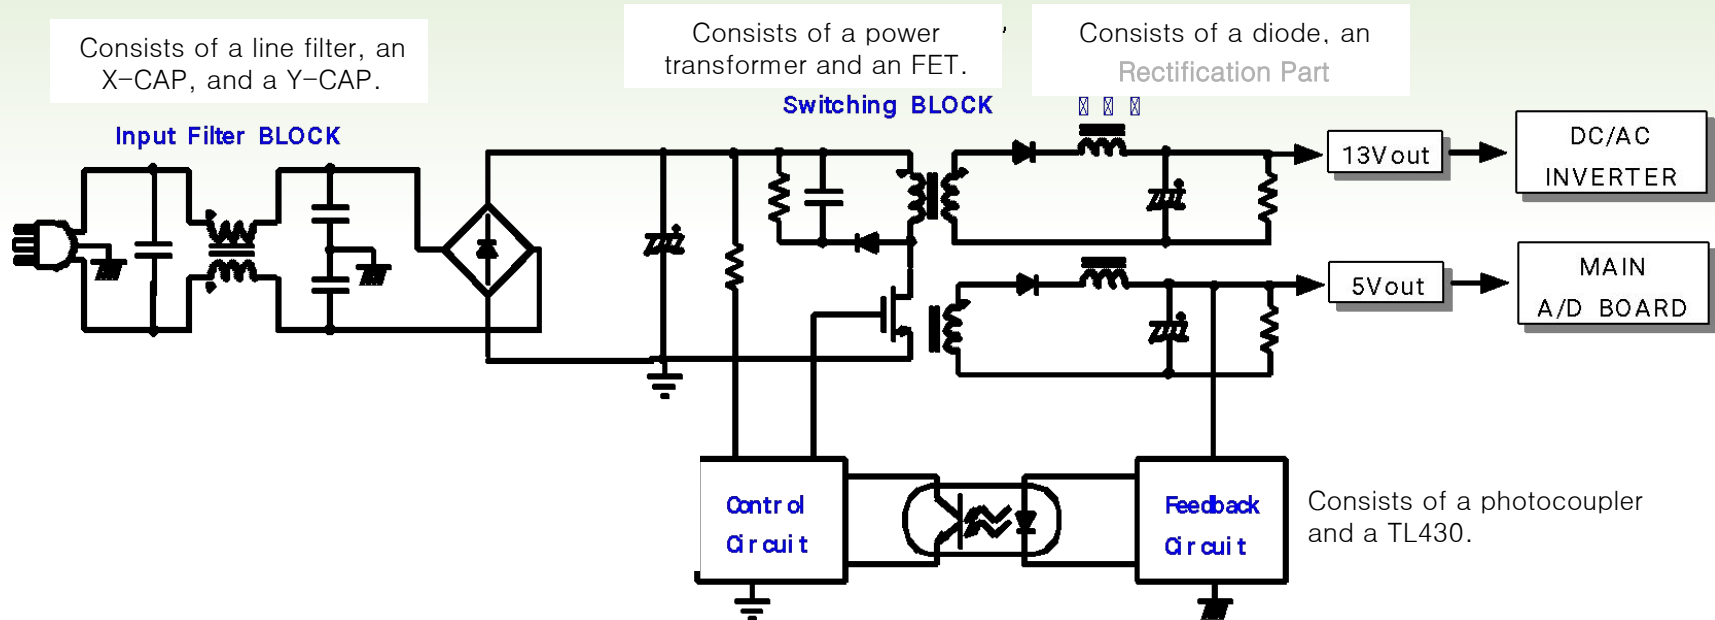 Consists of a line filter, an
X-CAP, and a Y-CAP.
Consists of a power
transformer and an FET.
,
Consists of a diode, an
Rectification Part
Switching BLOCK
Input Filter BLOCK
13Vout
DC/AC
INVERTER
5Vout
MAIN
A/D BOARD
Control
Circuit
Feedback
Circuit
Consists of a photocoupler
and a TL430.